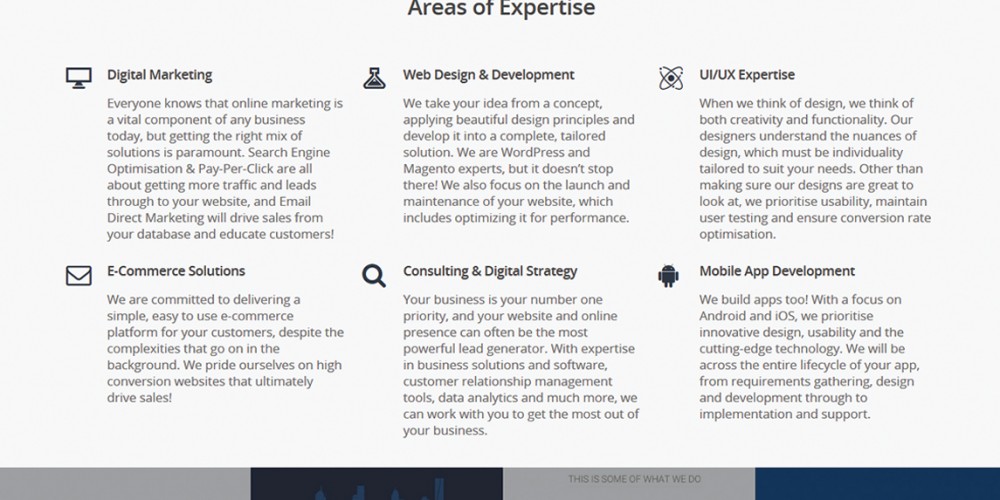 Areas of Expertise
Digital Marketing
Everyone knows that online marketing is
a vital component of any business
today, but getting the right mix of
solutions is paramount. Search Engine
Optimisation & Pay-Per-Click are all
about getting more traffic and leads
through to your website, and Email
Direct Marketing will drive sales from
your database and educate customers!
Web Design & Development
We take your idea from a concept,
applying beautiful design principles and
develop it into a complete, tailored
solution. We are WordPress and
Magento experts, but it doesn't stop
there! We also focus on the launch and
maintenance of your website, which
includes optimizing it for performance.
UI/UX Expertise
When we think of design, we think of
both creativity and functionality. Our
designers understand the nuances of
design, which must be individuality
tailored to suit your needs. Other than
making sure our designs are great to
look at, we prioritise usability, maintain
user testing and ensure conversion rate
optimisation.
E-Commerce Solutions
We are committed to delivering a
simple, easy to use e-commerce
platform for your customers, despite the
complexities that go on in the
background. We pride ourselves on high
conversion websites that ultimately
drive sales!
Consulting & Digital Strategy
Your business is your number one
priority, and your website and online
presence can often be the most
powerful lead generator. With expertise
in business solutions and software,
customer relationship management
tools, data analytics and much more, we
can work with you to get the most out of
your business.
Mobile App Development
We build apps too! With a focus on
Android and iOS, we prioritise
innovative design, usability and the
cutting-edge technology. We will be
across the entire lifecycle of your app,
from requirements gathering, design
and development through to
implementation and support.
THIS IS SOME OF WHAT WE DO